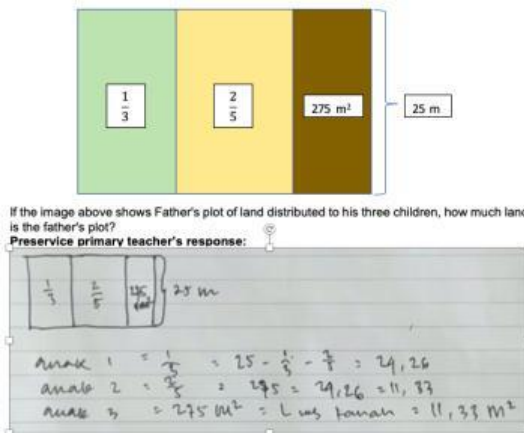 1/3
2/5
275 m²
25 m
If the image above shows Father's plot of land distributed to his three children, how much land
is the father's plot?
Preservice primary teacher's response:
1/3 2/5 25 m
anak 1 = 1/3 = 25 - 1/3 - 2/5 = 24,26
anak 2 = 2/5 = 275 = 24,26 = 11,33
anak 3 = 275 m² = Luas tanah = 11,33 m²